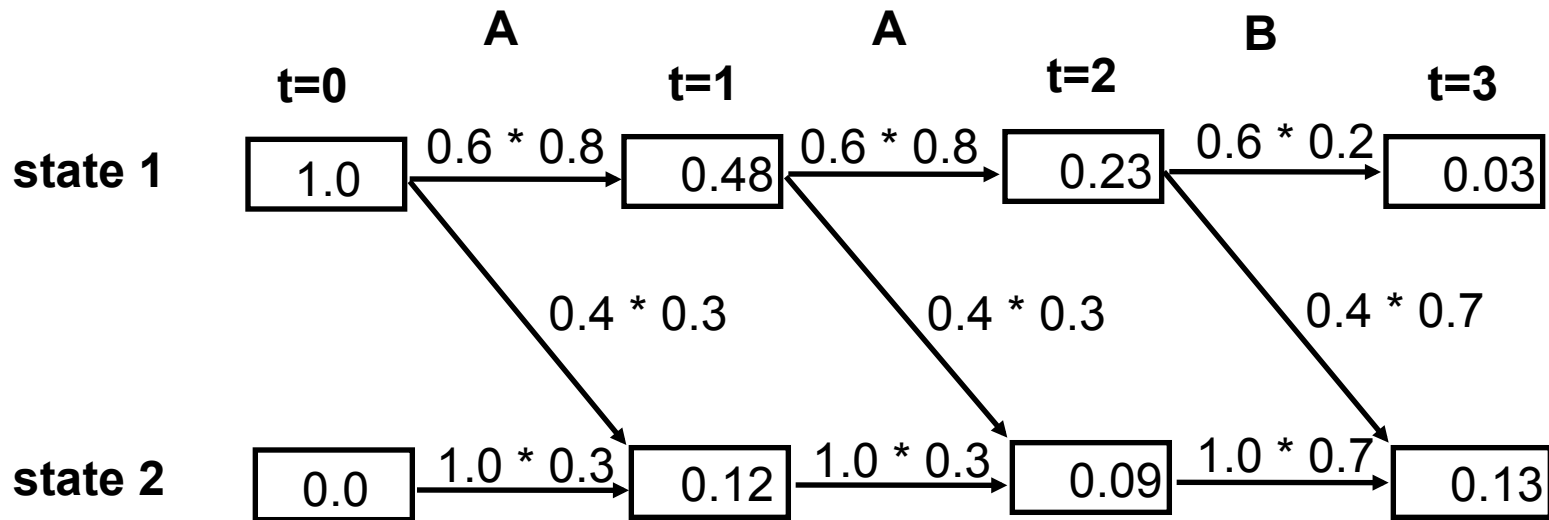 A A B
t=0 t=1 t=2 t=3
state 1 1.0 0.6 * 0.8 0.48 0.6 * 0.8 0.23 0.6 * 0.2 0.03
0.4 * 0.3 0.4 * 0.3 0.4 * 0.7
state 2 0.0 1.0 * 0.3 0.12 1.0 * 0.3 0.09 1.0 * 0.7 0.13